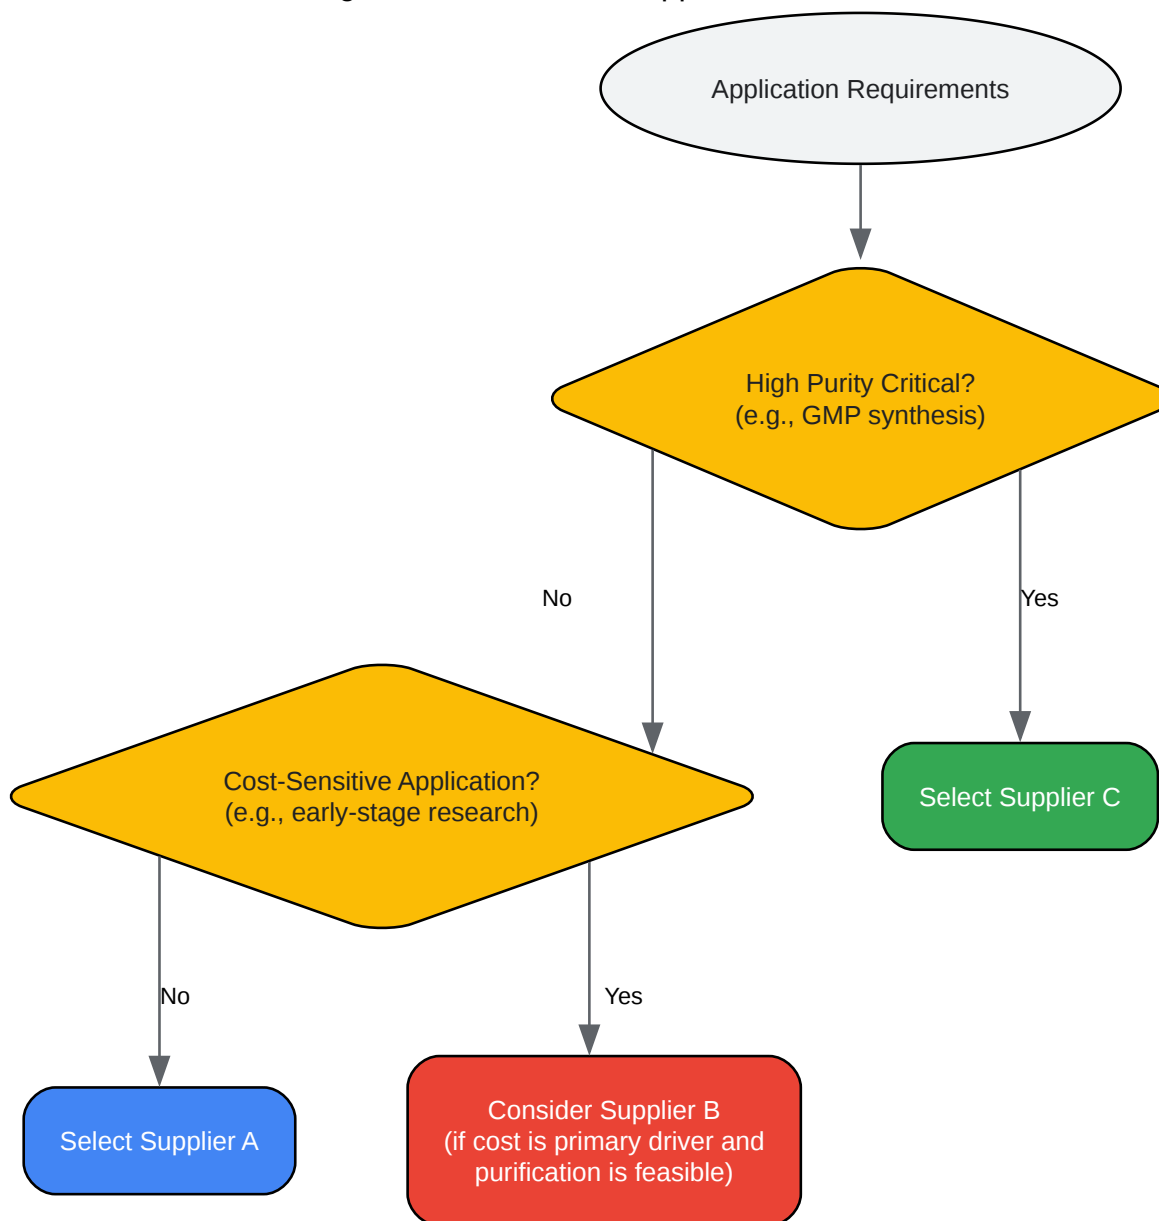 Application Requirements
High Purity Critical?
(e.g., GMP synthesis)
No
Yes
Cost-Sensitive Application?
(e.g., early-stage research)
Select Supplier C
No
Yes
Select Supplier A
Consider Supplier B
(if cost is primary driver and
purification is feasible)